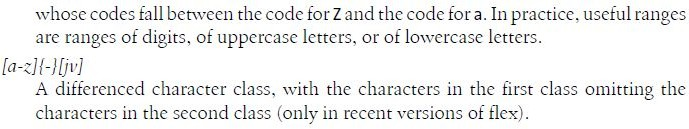 whose codes fall between the code for Z and the code for a. In practice, useful ranges
are ranges of digits, of uppercase letters, or of lowercase letters.
[a-z]{-}[jv]
A differenced character class, with the characters in the first class omitting the
characters in the second class (only in recent versions of flex).